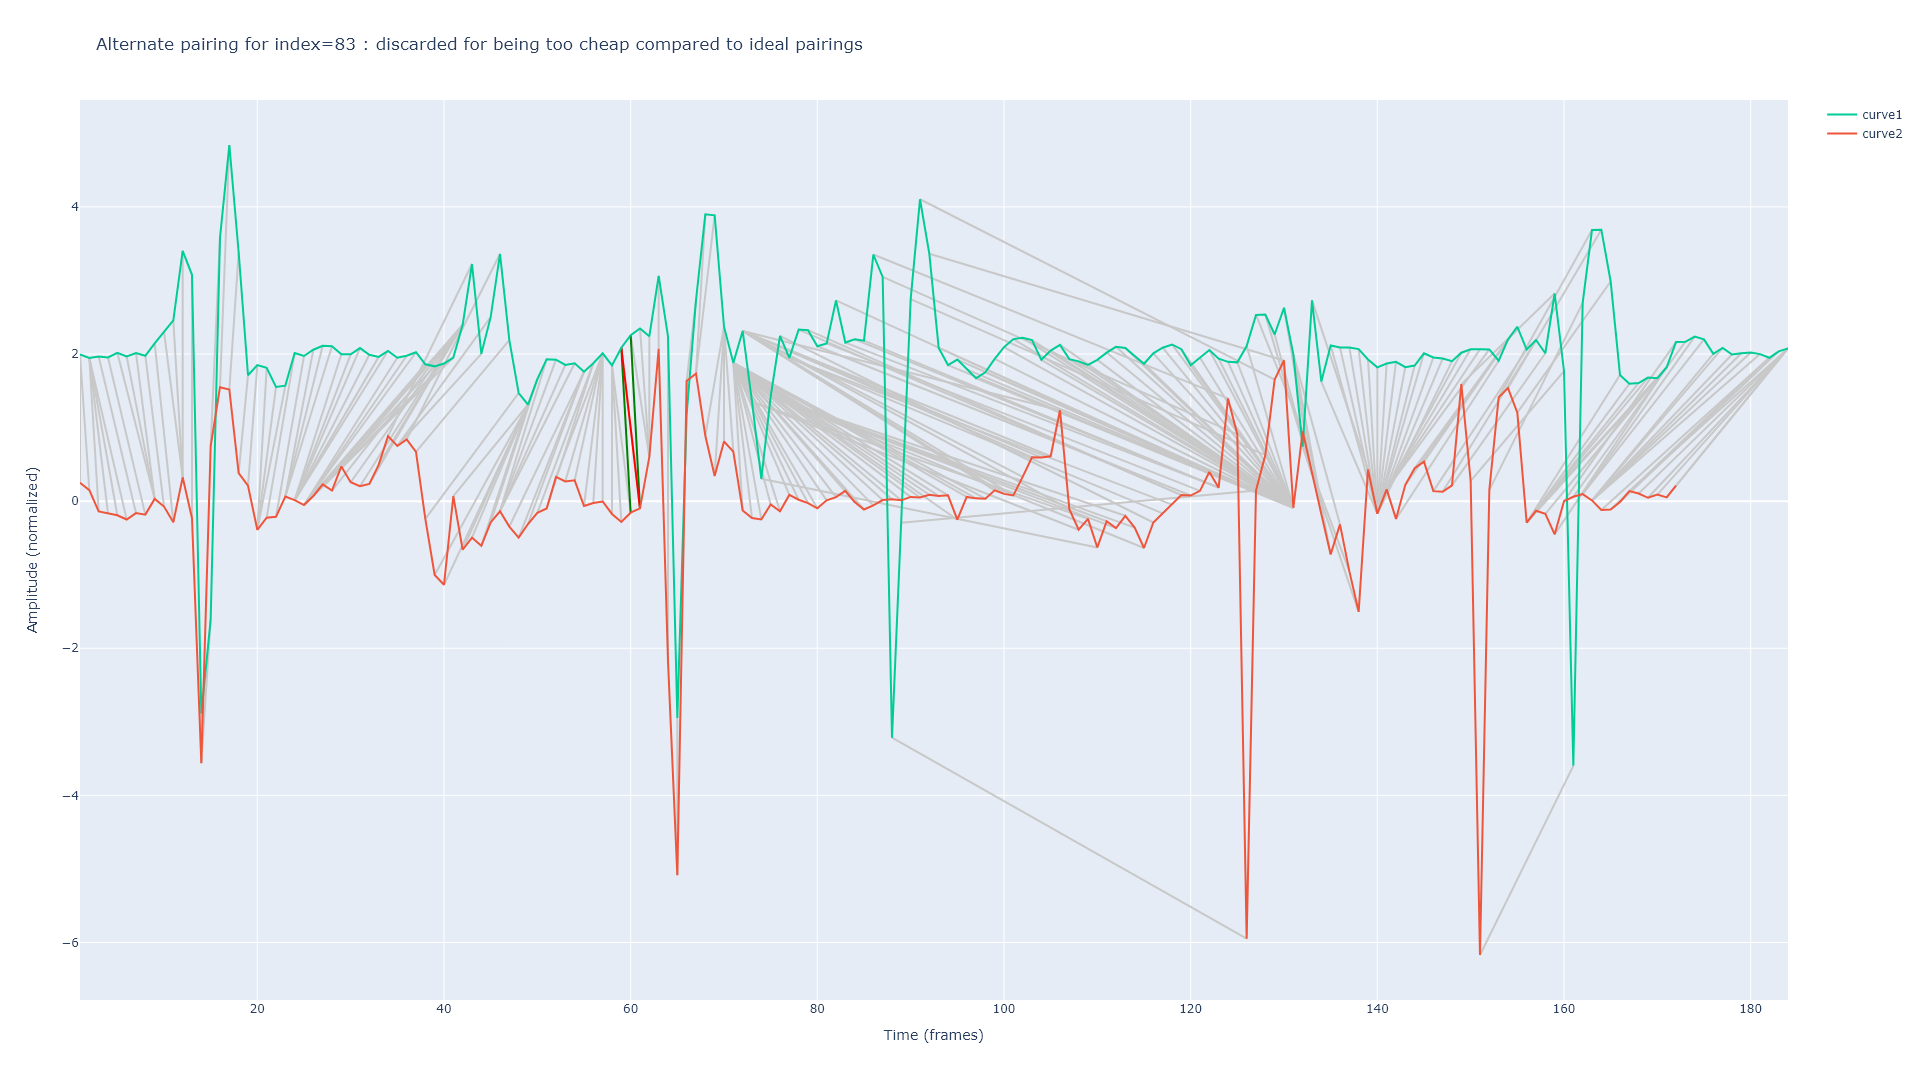 Alternate pairing for index=83 : discarded for being too cheap compared to ideal pairings
curve1
curve2
4
2
0
−2
−4
−6
Amplitude (normalized)
20 40 60 80 100 120 140 160 180
Time (frames)